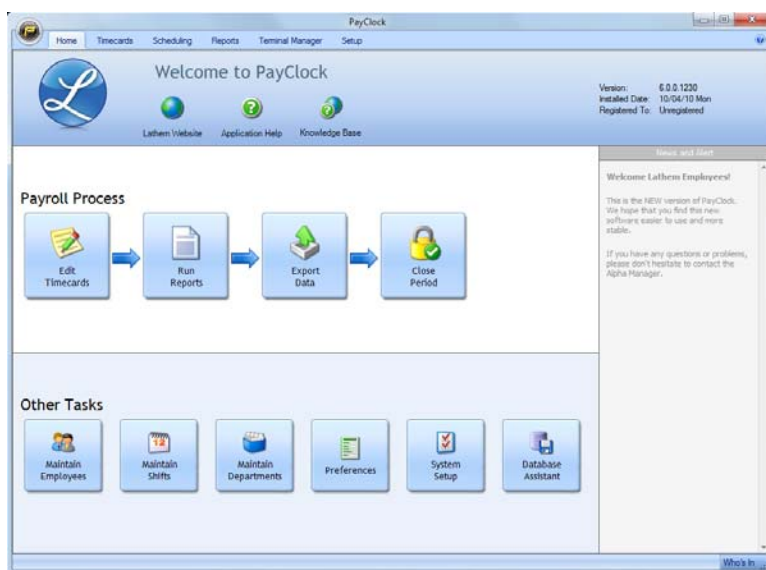 PayClock
Home Timecards Scheduling Reports Terminal Manager Setup
Welcome to PayClock
Lathem Website Application Help Knowledge Base
Version: 6.0.0.1230
Installed Date: 10/04/10 Mon
Registered To: Unregistered
News and Alert
Welcome Lathem Employees!
This is the NEW version of PayClock.
We hope that you find this new
software easier to use and more
stable.
If you have any questions or problems,
please don't hesitate to contact the
Alpha Manager.
Payroll Process
Edit
Timecards
Run
Reports
Export
Data
Close
Period
Other Tasks
Maintain
Employees
12
Maintain
Shifts
Maintain
Departments
Preferences
System
Setup
Database
Assistant
Who's In